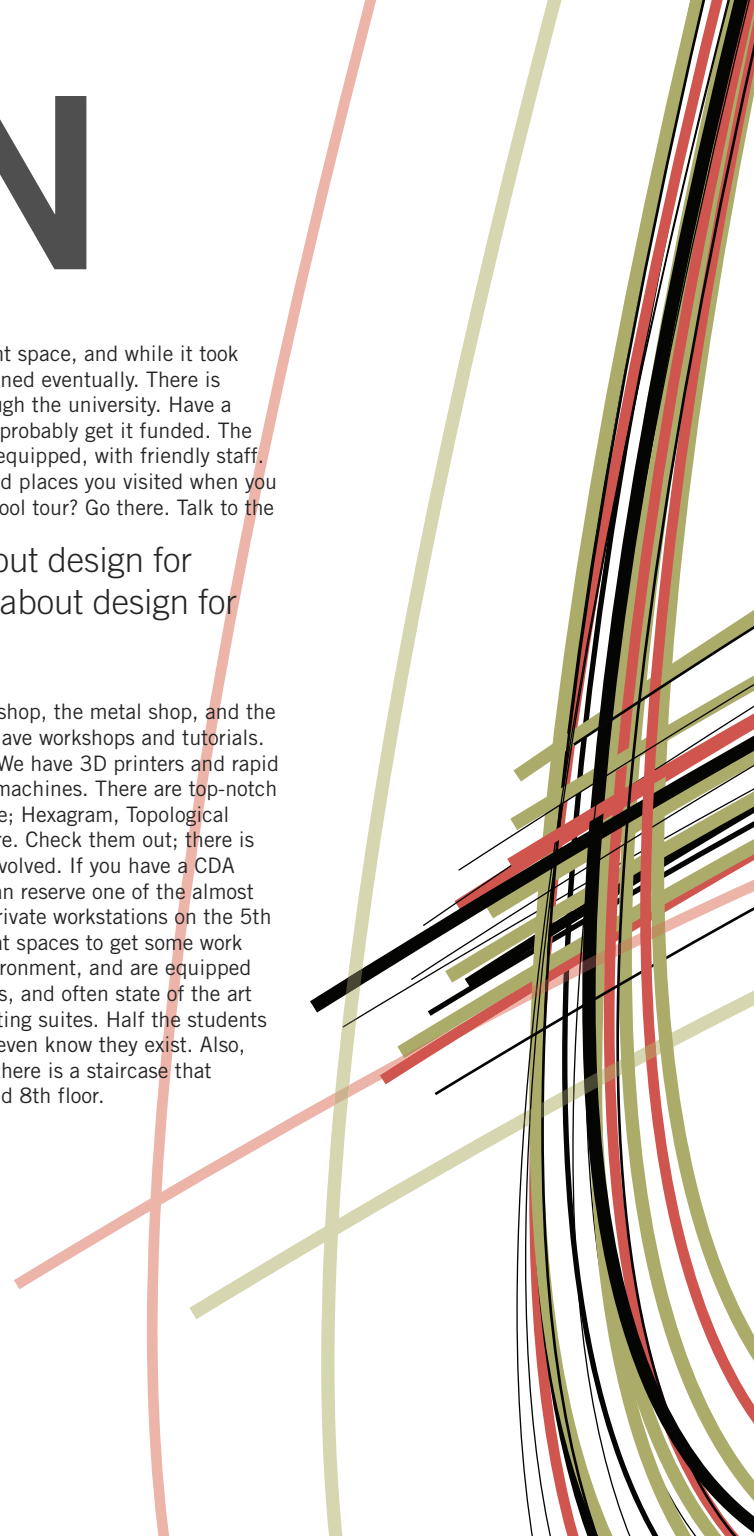 N
nt space, and while it took
ned eventually. There is
ugh the university. Have a
probably get it funded. The
equipped, with friendly staff.
d places you visited when you
ool tour? Go there. Talk to the
out design for
about design for
shop, the metal shop, and the
ave workshops and tutorials.
We have 3D printers and rapid
machines. There are top-notch
e; Hexagram, Topological
re. Check them out; there is
volved. If you have a CDA
an reserve one of the almost
rivate workstations on the 5th
nt spaces to get some work
ronment, and are equipped
s, and often state of the art
ting suites. Half the students
even know they exist. Also,
there is a staircase that
d 8th floor.